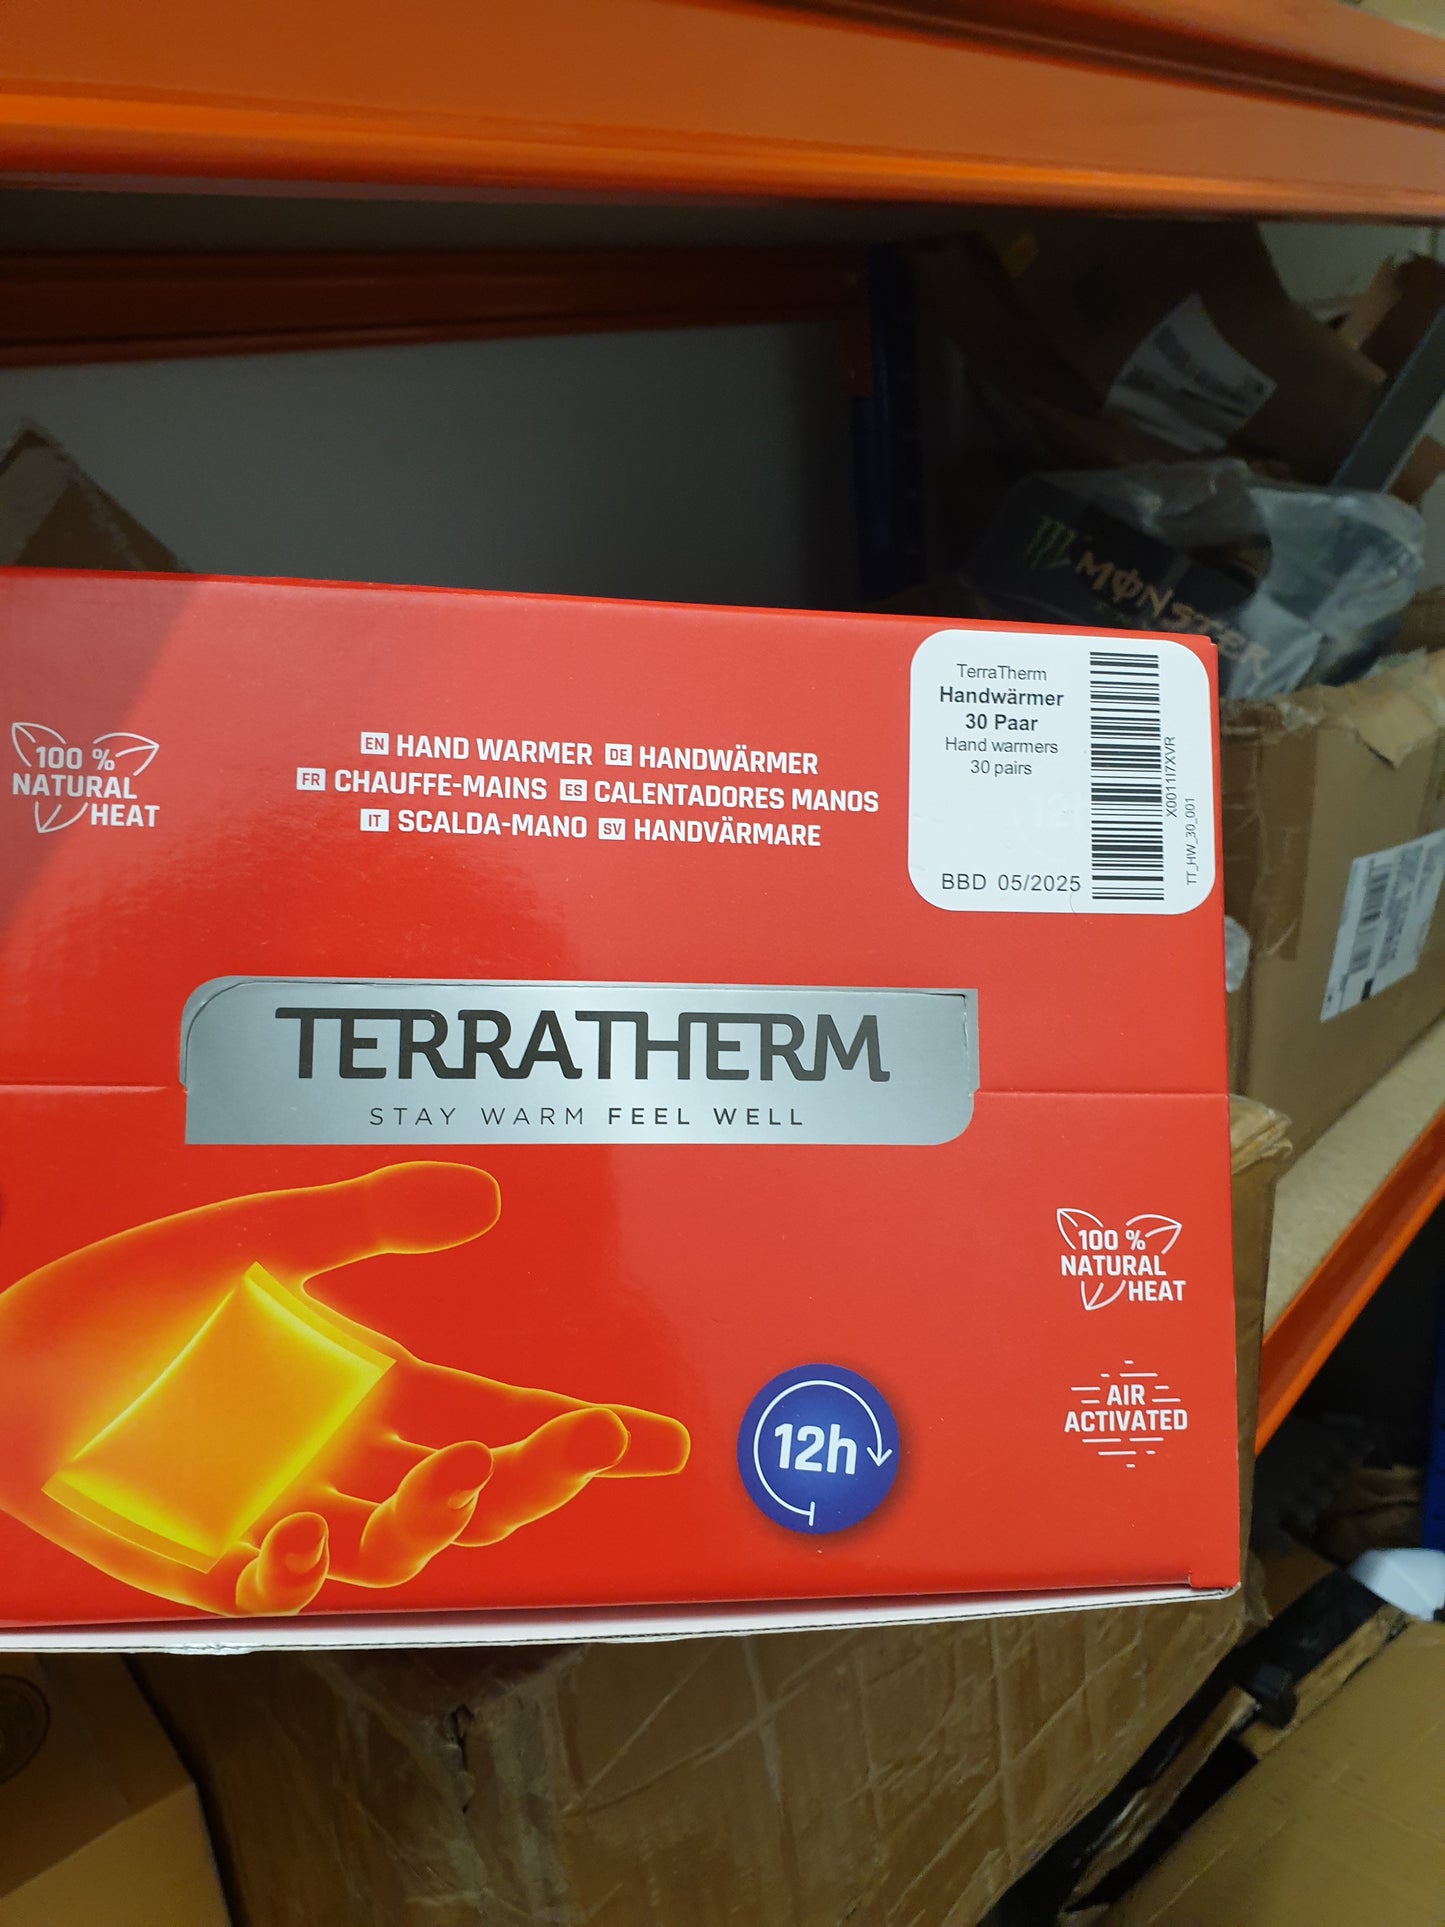 MONSTER
TerraTherm
Handwärmer
30 Paar
Hand warmers
30 pairs
BBD 05/2025
X0011I7XVR
TT_HW_30_001
100 %
NATURAL
HEAT
EN HAND WARMER DE HANDWÄRMER
FR CHAUFFE-MAINS ES CALENTADORES MANOS
IT SCALDA-MANO SV HANDVÄRMARE
TERRATHERM
STAY WARM FEEL WELL
100 %
NATURAL
HEAT
12h
AIR
ACTIVATED